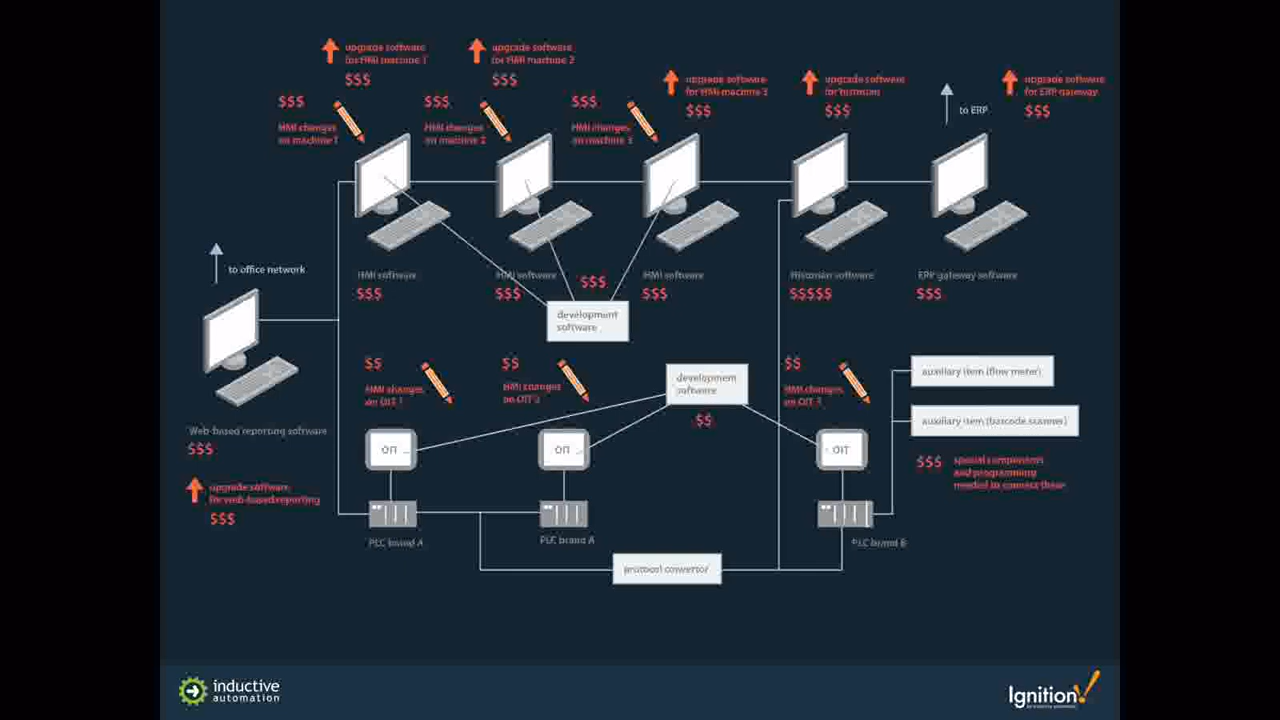 upgrade software
for HMI machine 1
$$$
upgrade software
for HMI machine 2
$$$
upgrade software
for HMI machine 3
$$$
upgrade software
for historian
$$$
upgrade software
for ERP gateway
$$$
to ERP
$$$
HMI changes
on machine 1
$$$
HMI changes
on machine 2
$$$
HMI changes
on machine 3
to office network
HMI software
$$$
HMI software
$$$
$$$
HMI software
$$$
Historian software
$$$$$
ERP gateway software
$$$
development
software
$$
HMI changes
on OIT 1
$$
HMI changes
on OIT 2
development
software
$$
$$
HMI changes
on OIT 3
auxiliary item (flow meter)
auxiliary item (barcode scanner)
Web-based reporting software
$$$
OIT
OIT
OIT
$$$
special components
and programming
needed to connect these
upgrade software
for web-based reporting
$$$
PLC brand A
PLC brand A
PLC brand B
protocol convertor
inductive
automation
Ignition!
by inductive automation